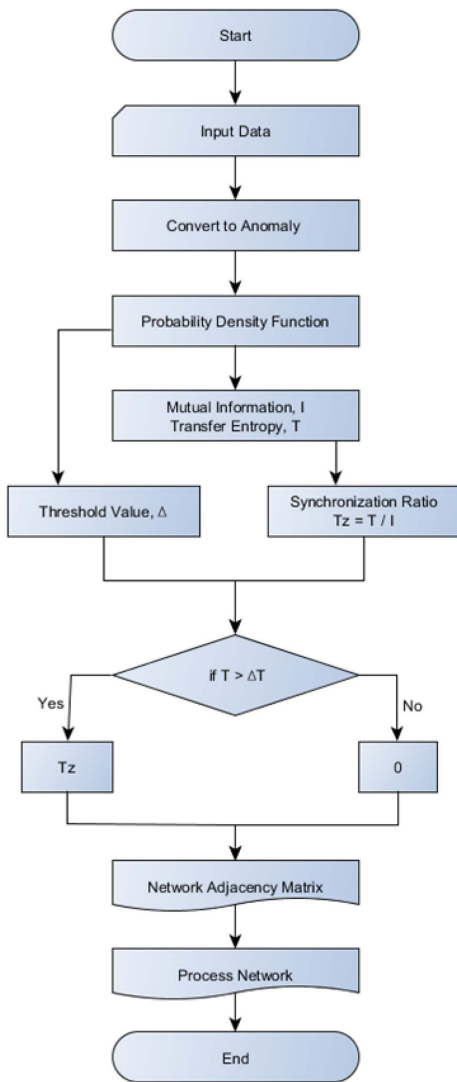 Start
Input Data
Convert to Anomaly
Probability Density Function
Mutual Information, I
Transfer Entropy, T
Threshold Value, Δ
Synchronization Ratio
Tz = T / I
if T > ΔT
Yes
No
Tz
0
Network Adjacency Matrix
Process Network
End